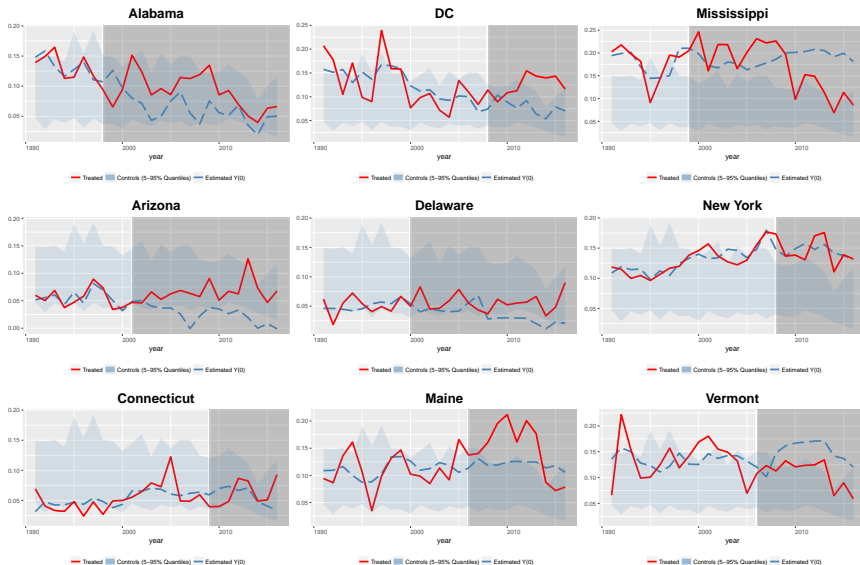 Alabama
DC
Mississippi
0.20
0.15
0.10
0.05
1990
2000
2010
year
0.25
0.20
0.15
0.10
0.05
1990
2000
2010
year
0.25
0.20
0.15
0.10
0.05
1990
2000
2010
year
Treated Controls (5−95% Quantiles) Estimated Y(0)
Treated Controls (5−95% Quantiles) Estimated Y(0)
Treated Controls (5−95% Quantiles) Estimated Y(0)
Arizona
Delaware
New York
0.20
0.15
0.10
0.05
0.00
1990
2000
2010
year
0.20
0.15
0.10
0.05
0.00
1990
2000
2010
year
0.20
0.15
0.10
0.05
1990
2000
2010
year
Treated Controls (5−95% Quantiles) Estimated Y(0)
Treated Controls (5−95% Quantiles) Estimated Y(0)
Treated Controls (5−95% Quantiles) Estimated Y(0)
Connecticut
Maine
Vermont
0.20
0.15
0.10
0.05
1990
2000
2010
year
0.20
0.15
0.10
0.05
1990
2000
2010
year
0.20
0.15
0.10
0.05
1990
2000
2010
year
Treated Controls (5−95% Quantiles) Estimated Y(0)
Treated Controls (5−95% Quantiles) Estimated Y(0)
Treated Controls (5−95% Quantiles) Estimated Y(0)